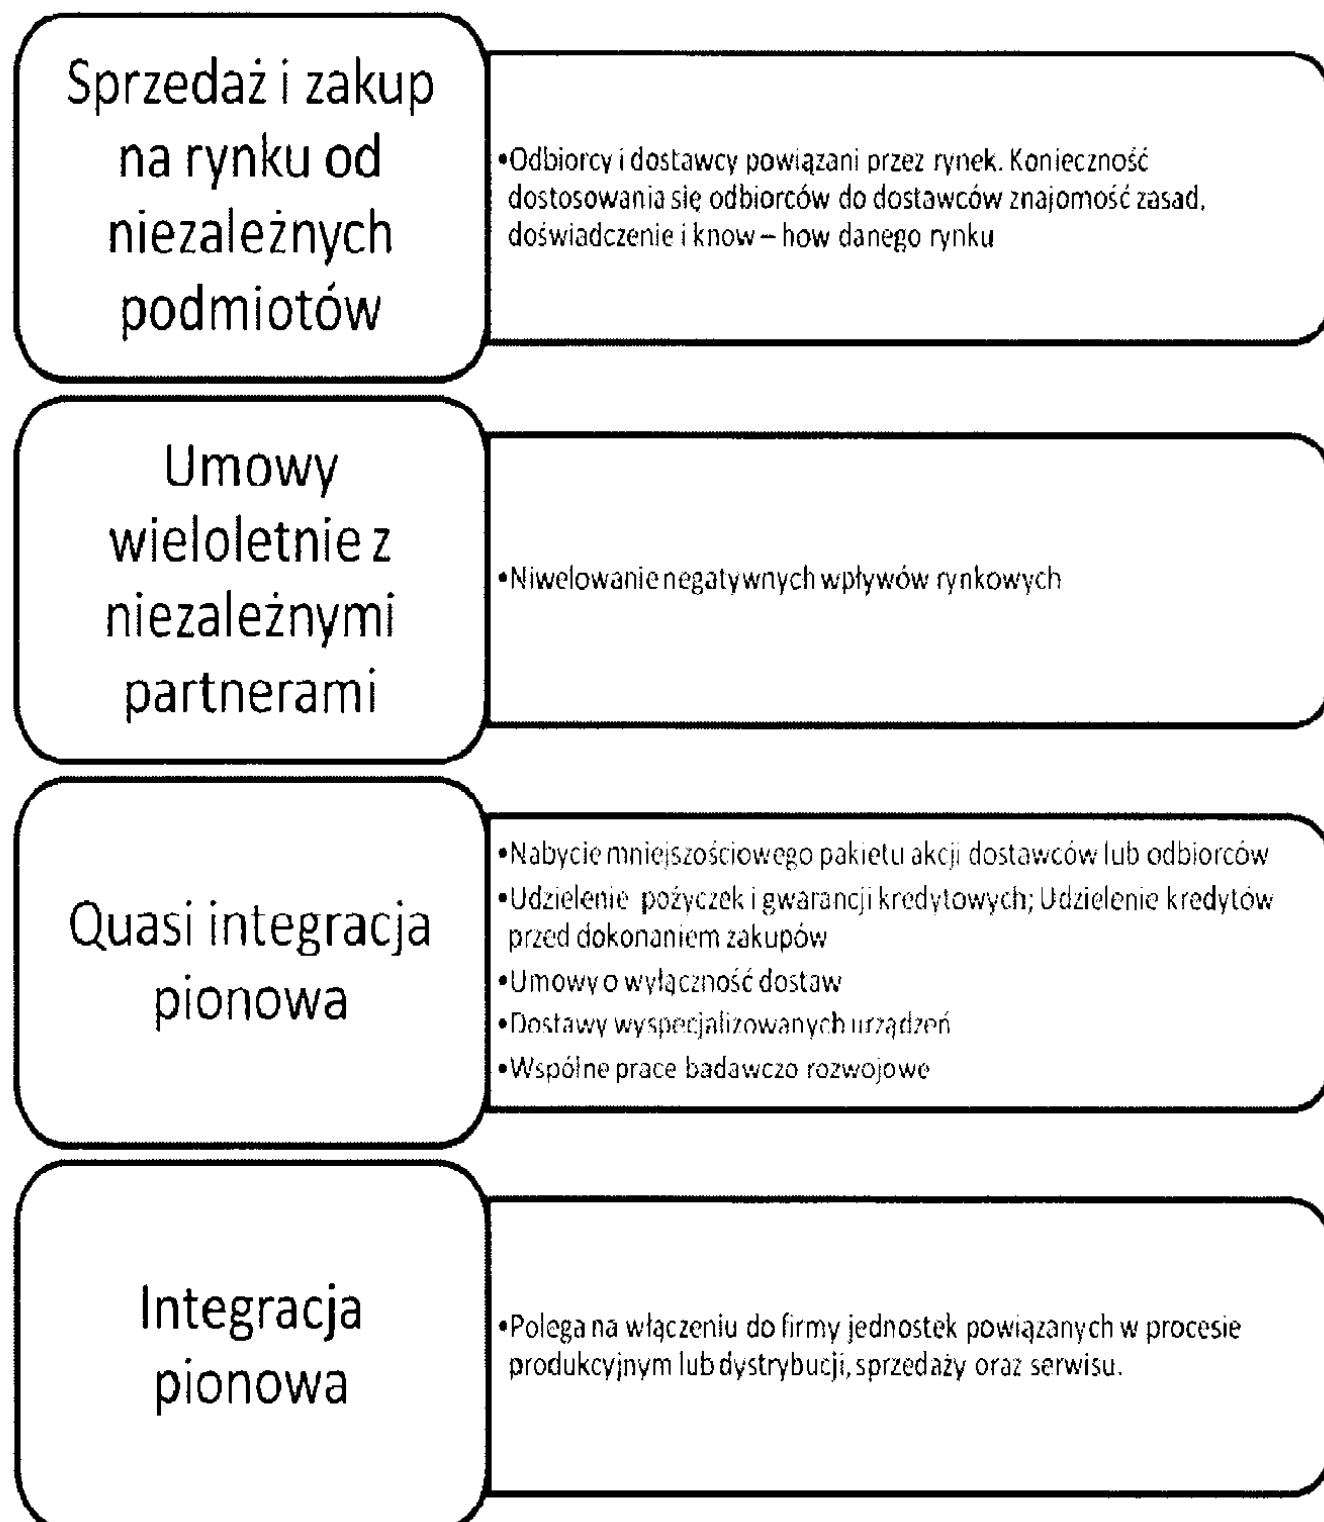 Sprzedaż i zakup
na rynku od
niezależnych
podmiotów
•Odbiorcy i dostawcy powiązani przez rynek. Konieczność
dostosowania się odbiorców do dostawców znajomość zasad,
doświadczenie i know – how danego rynku
Umowy
wieloletnie z
niezależnymi
partnerami
•Niwelowanie negatywnych wpływów rynkowych
Quasi integracja
pionowa
•Nabycie mniejszościowego pakietu akcji dostawców lub odbiorców
•Udzielenie pożyczek i gwarancji kredytowych; Udzielenie kredytów
przed dokonaniem zakupów
•Umowy o wyłączność dostaw
•Dostawy wyspecjalizowanych urządzeń
•Wspólne prace badawczo rozwojowe
Integracja
pionowa
•Polega na włączeniu do firmy jednostek powiązanych w procesie
produkcyjnym lub dystrybucji, sprzedaży oraz serwisu.